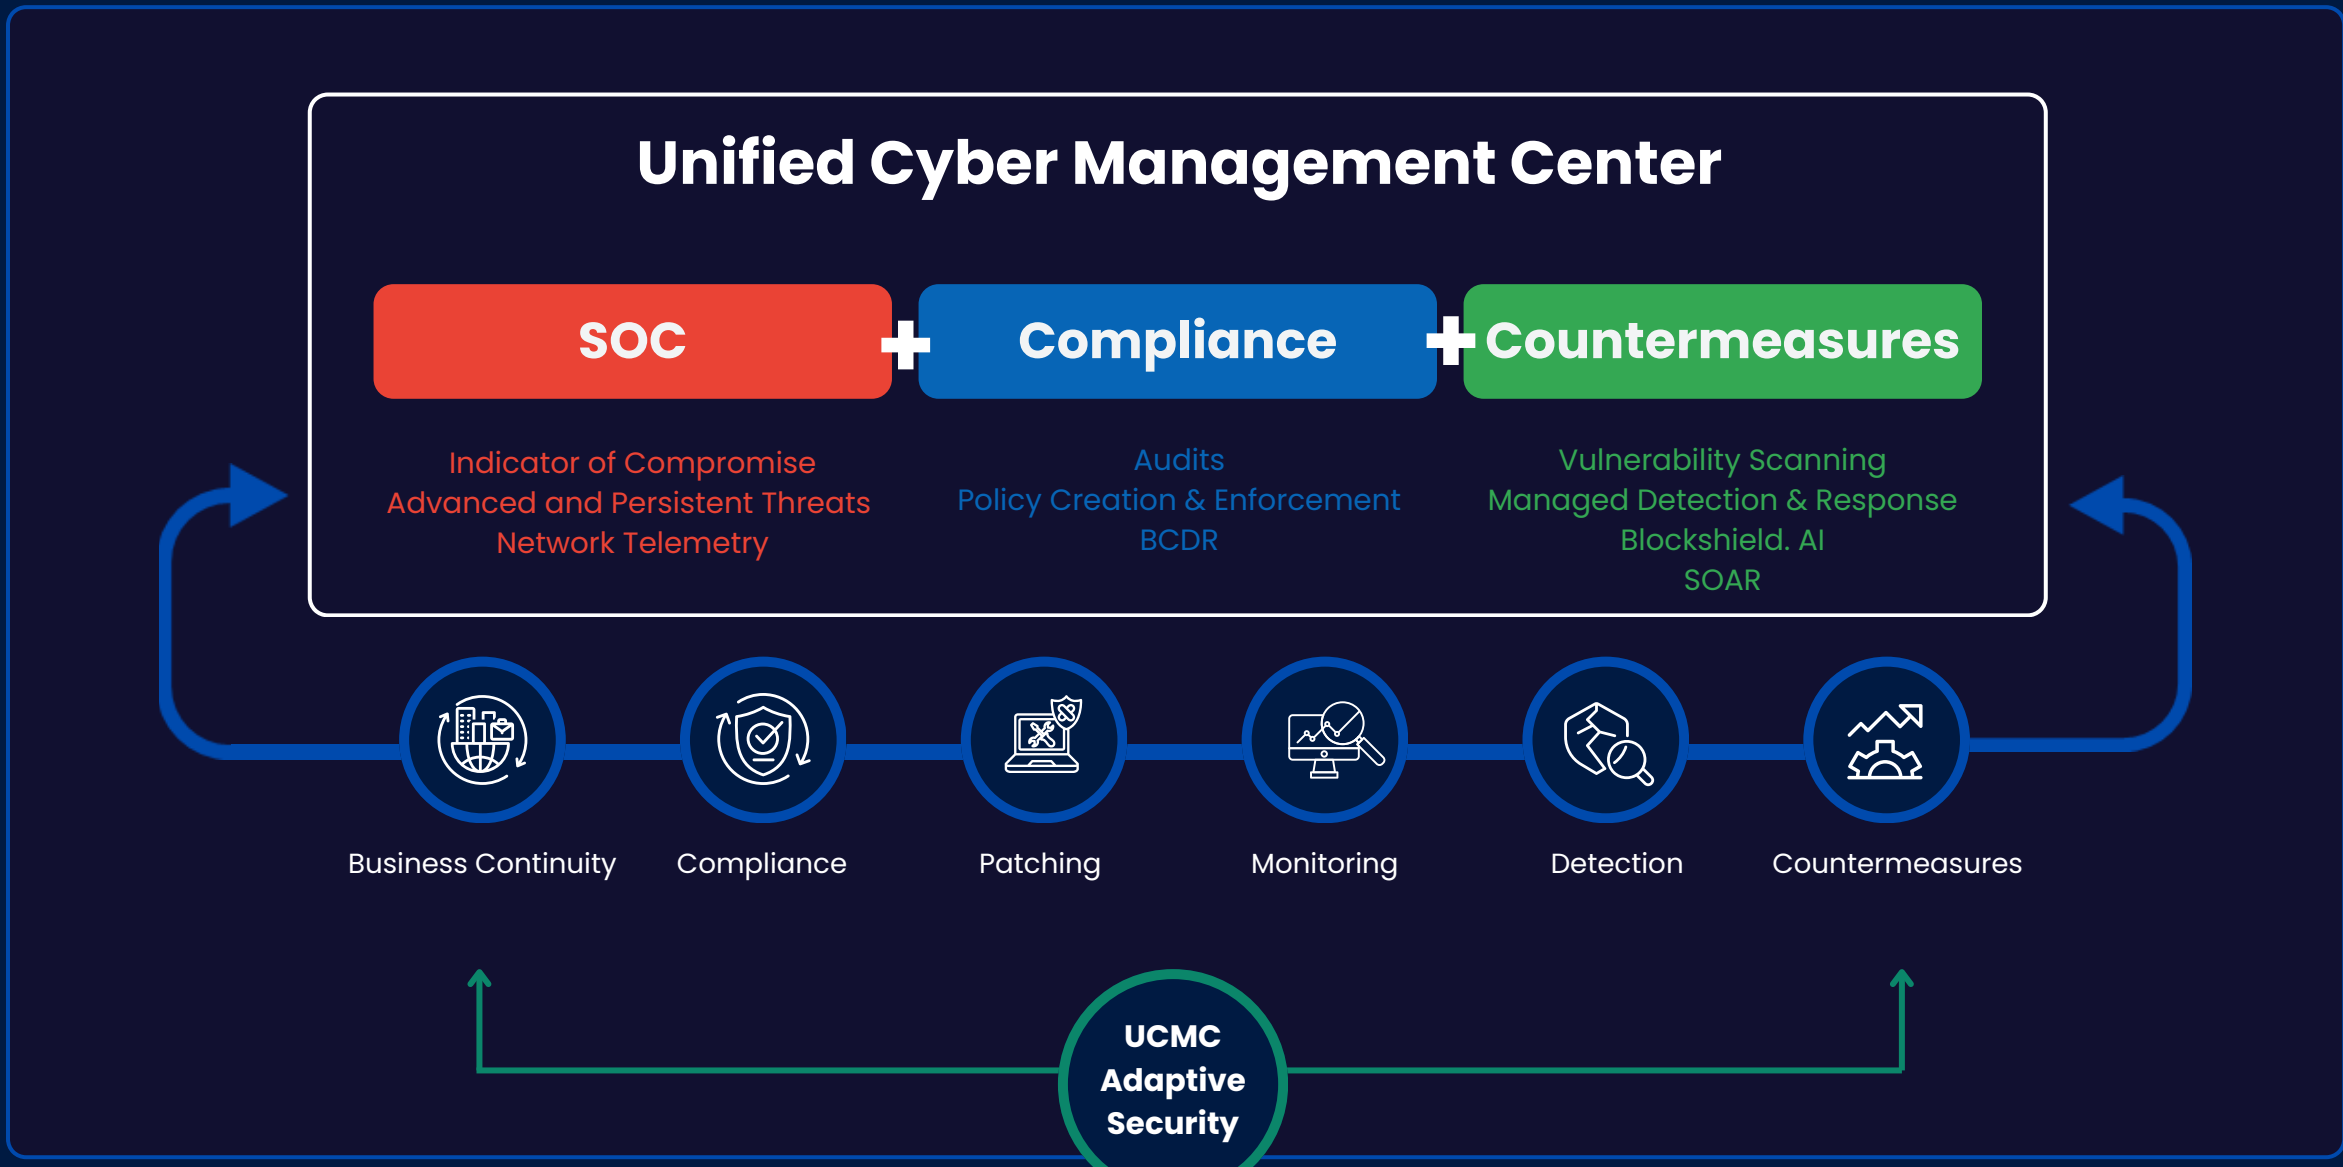 Unified Cyber Management Center
SOC
Compliance
Countermeasures
Indicator of Compromise
Advanced and Persistent Threats
Network Telemetry
Audits
Policy Creation & Enforcement
BCDR
Vulnerability Scanning
Managed Detection & Response
Blockshield. AI
SOAR
Business Continuity
Compliance
Patching
Monitoring
Detection
Countermeasures
UCMC
Adaptive
Security